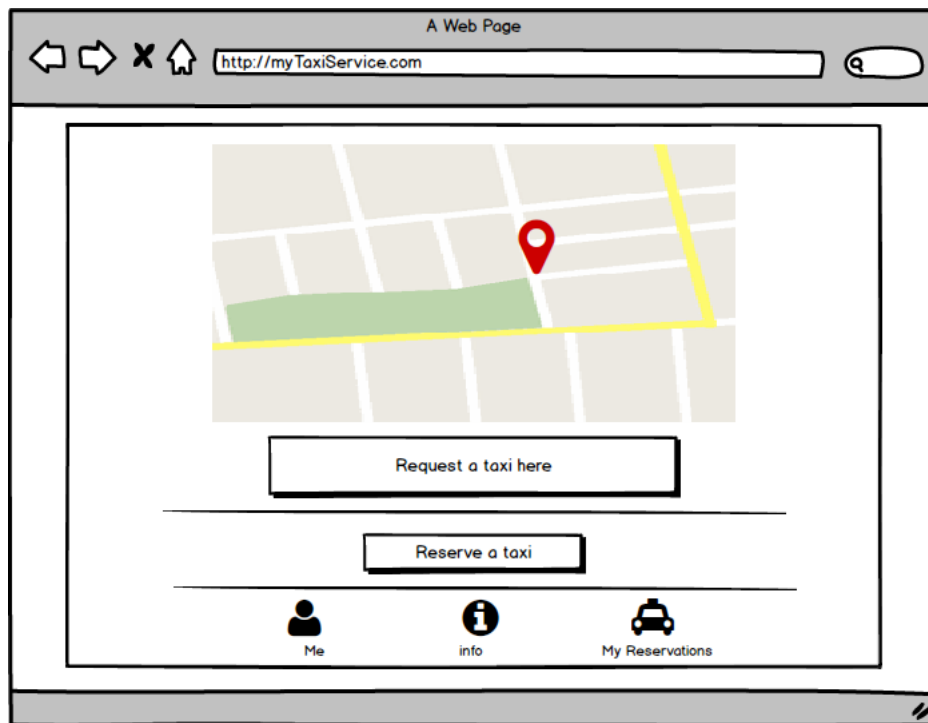 A Web Page
http://myTaxiService.com
Request a taxi here
Reserve a taxi
Me
info
My Reservations